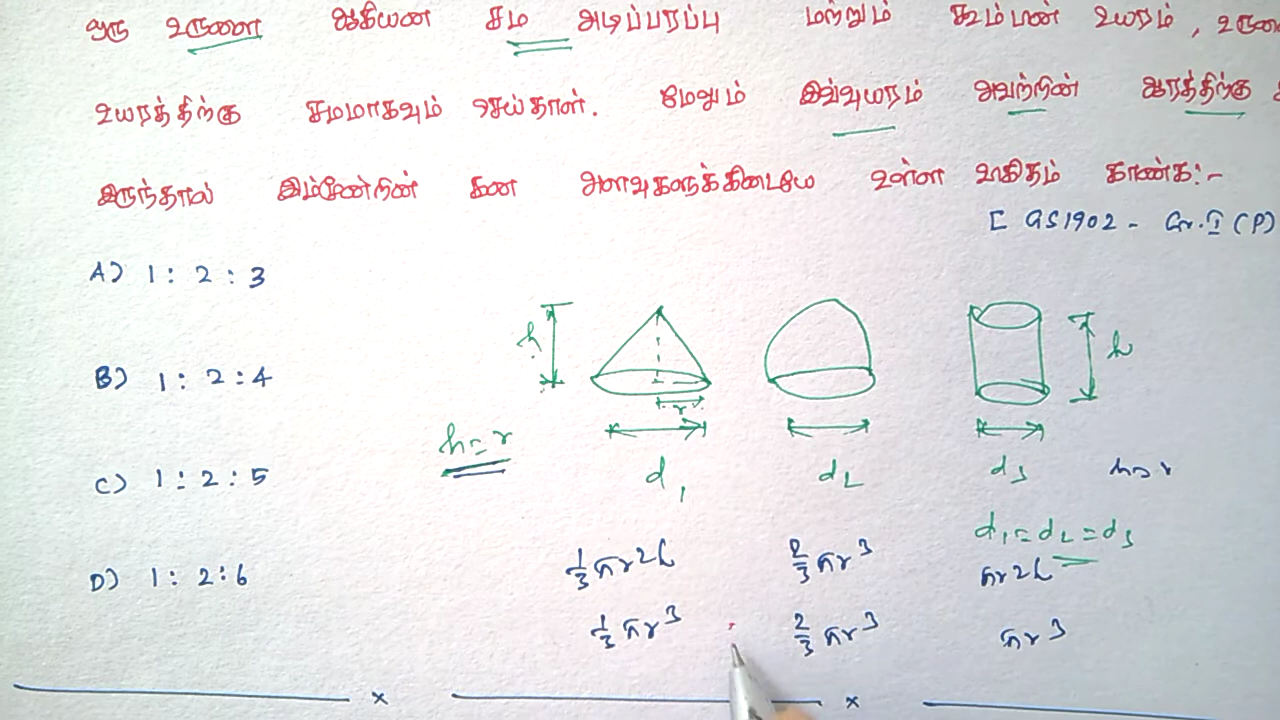 ஒரு உருளை ஆகியன சம அடிப்பரப்பு மற்றும் கூம்பின் உயரம் ,
உயரத்திற்கு சமமாகவும் செய்தாள். மேலும் இவ்வுயரம் அவற்றின் ஆரத்திற்கு
இருந்தால் இம்மூன்றின் கன அளவுகளுக்கிடையே உள்ள விகிதம் காண்க:-
[ GS1902 - Gr.I (P)
A) 1 : 2 : 3
B) 1 : 2 : 4
C) 1 : 2 : 5
D) 1 : 2 : 6
h r h
h = r
d₁ d₂ d₃ h = r
d₁ = d₂ = d₃
1/3 πr2h 2/3 πr³ πr2h
1/3 πr³ : 2/3 πr³ πr³
x x